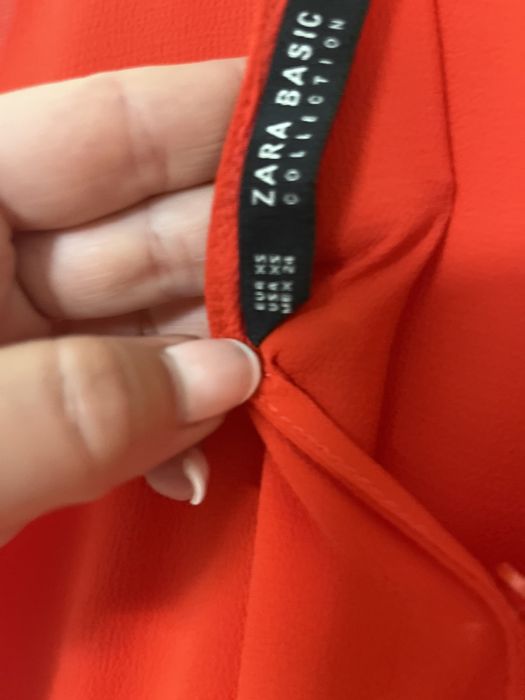 ZARA BASIC
COLLECTION
EUR XS
USA XS
MEX 24